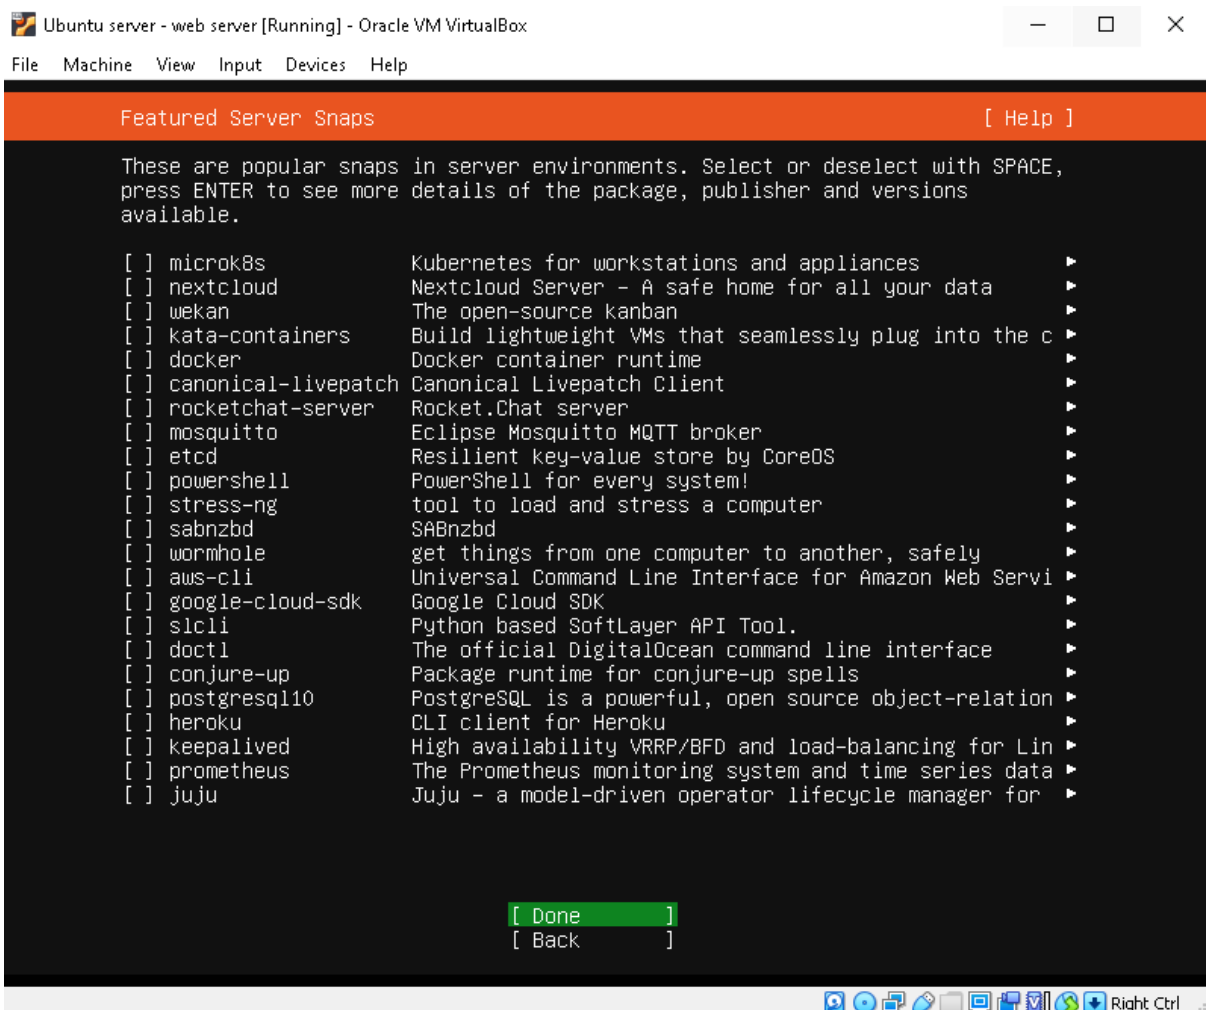 Ubuntu server - web server [Running] - Oracle VM VirtualBox
File Machine View Input Devices Help
Featured Server Snaps [ Help ]
These are popular snaps in server environments. Select or deselect with SPACE,
press ENTER to see more details of the package, publisher and versions
available.
[ ] microk8s Kubernetes for workstations and appliances ►
[ ] nextcloud Nextcloud Server – A safe home for all your data ►
[ ] wekan The open-source kanban ►
[ ] kata-containers Build lightweight VMs that seamlessly plug into the c ►
[ ] docker Docker container runtime ►
[ ] canonical-livepatch Canonical Livepatch Client ►
[ ] rocketchat-server Rocket.Chat server ►
[ ] mosquitto Eclipse Mosquitto MQTT broker ►
[ ] etcd Resilient key-value store by CoreOS ►
[ ] powershell PowerShell for every system! ►
[ ] stress-ng tool to load and stress a computer ►
[ ] sabnzbd SABnzbd ►
[ ] wormhole get things from one computer to another, safely ►
[ ] aws-cli Universal Command Line Interface for Amazon Web Servi ►
[ ] google-cloud-sdk Google Cloud SDK ►
[ ] slcli Python based SoftLayer API Tool. ►
[ ] doctl The official DigitalOcean command line interface ►
[ ] conjure-up Package runtime for conjure-up spells ►
[ ] postgresql10 PostgreSQL is a powerful, open source object-relation ►
[ ] heroku CLI client for Heroku ►
[ ] keepalived High availability VRRP/BFD and load-balancing for Lin ►
[ ] prometheus The Prometheus monitoring system and time series data ►
[ ] juju Juju – a model-driven operator lifecycle manager for ►
[ Done ]
[ Back ]
Right Ctrl